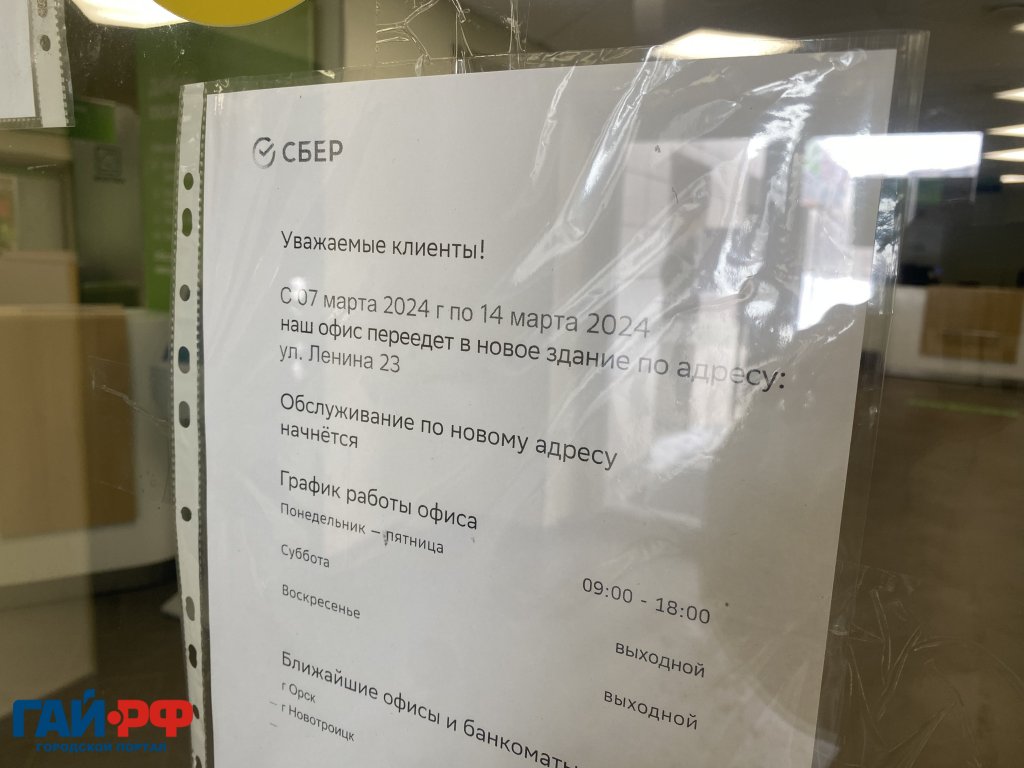 СБЕР
Уважаемые клиенты!
С 07 марта 2024 г по 14 марта 2024
наш офис переедет в новое здание по адресу:
ул. Ленина 23
Обслуживание по новому адресу
начнётся
График работы офиса
Понедельник – пятница
09:00 - 18:00
Суббота
выходной
Воскресенье
выходной
Ближайшие офисы и банкоматы
г Орск
г Новотроицк
ГАЙ•РФ
ГОРОДСКОЙ ПОРТАЛ